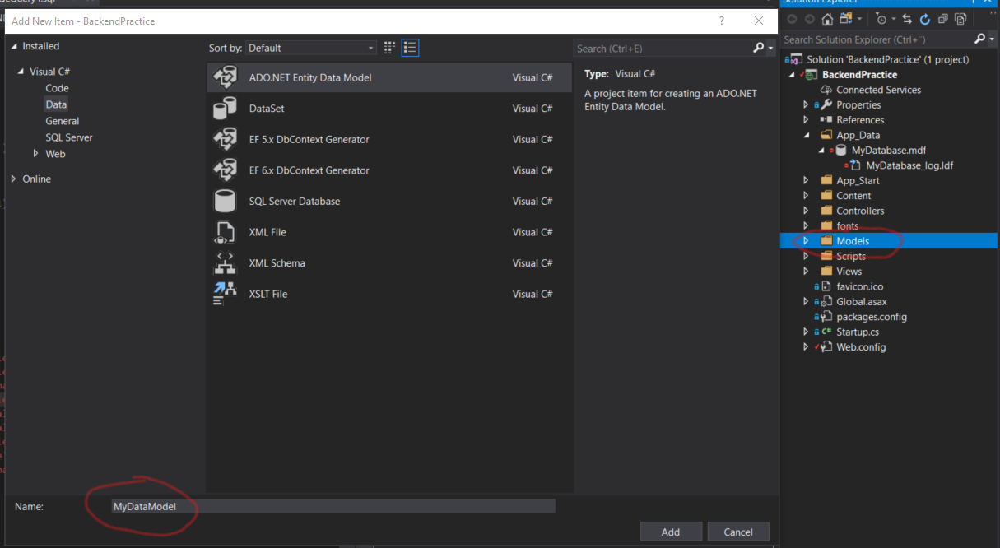 QLQuery1.sql
Solution Explorer
Add New Item - BackendPractice
?
Installed
Visual C#
Code
Data
General
SQL Server
Web
Online
Sort by: Default
ADO.NET Entity Data Model Visual C#
DataSet Visual C#
EF 5.x DbContext Generator Visual C#
EF 6.x DbContext Generator Visual C#
SQL Server Database Visual C#
XML File Visual C#
XML Schema Visual C#
XSLT File Visual C#
Search (Ctrl+E)
Type: Visual C#
A project item for creating an ADO.NET
Entity Data Model.
Name: MyDataModel
Add Cancel
Search Solution Explorer (Ctrl+¨)
Solution 'BackendPractice' (1 project)
BackendPractice
Connected Services
Properties
References
App_Data
MyDatabase.mdf
MyDatabase_log.ldf
App_Start
Content
Controllers
fonts
Models
Scripts
Views
favicon.ico
Global.asax
packages.config
C# Startup.cs
Web.config